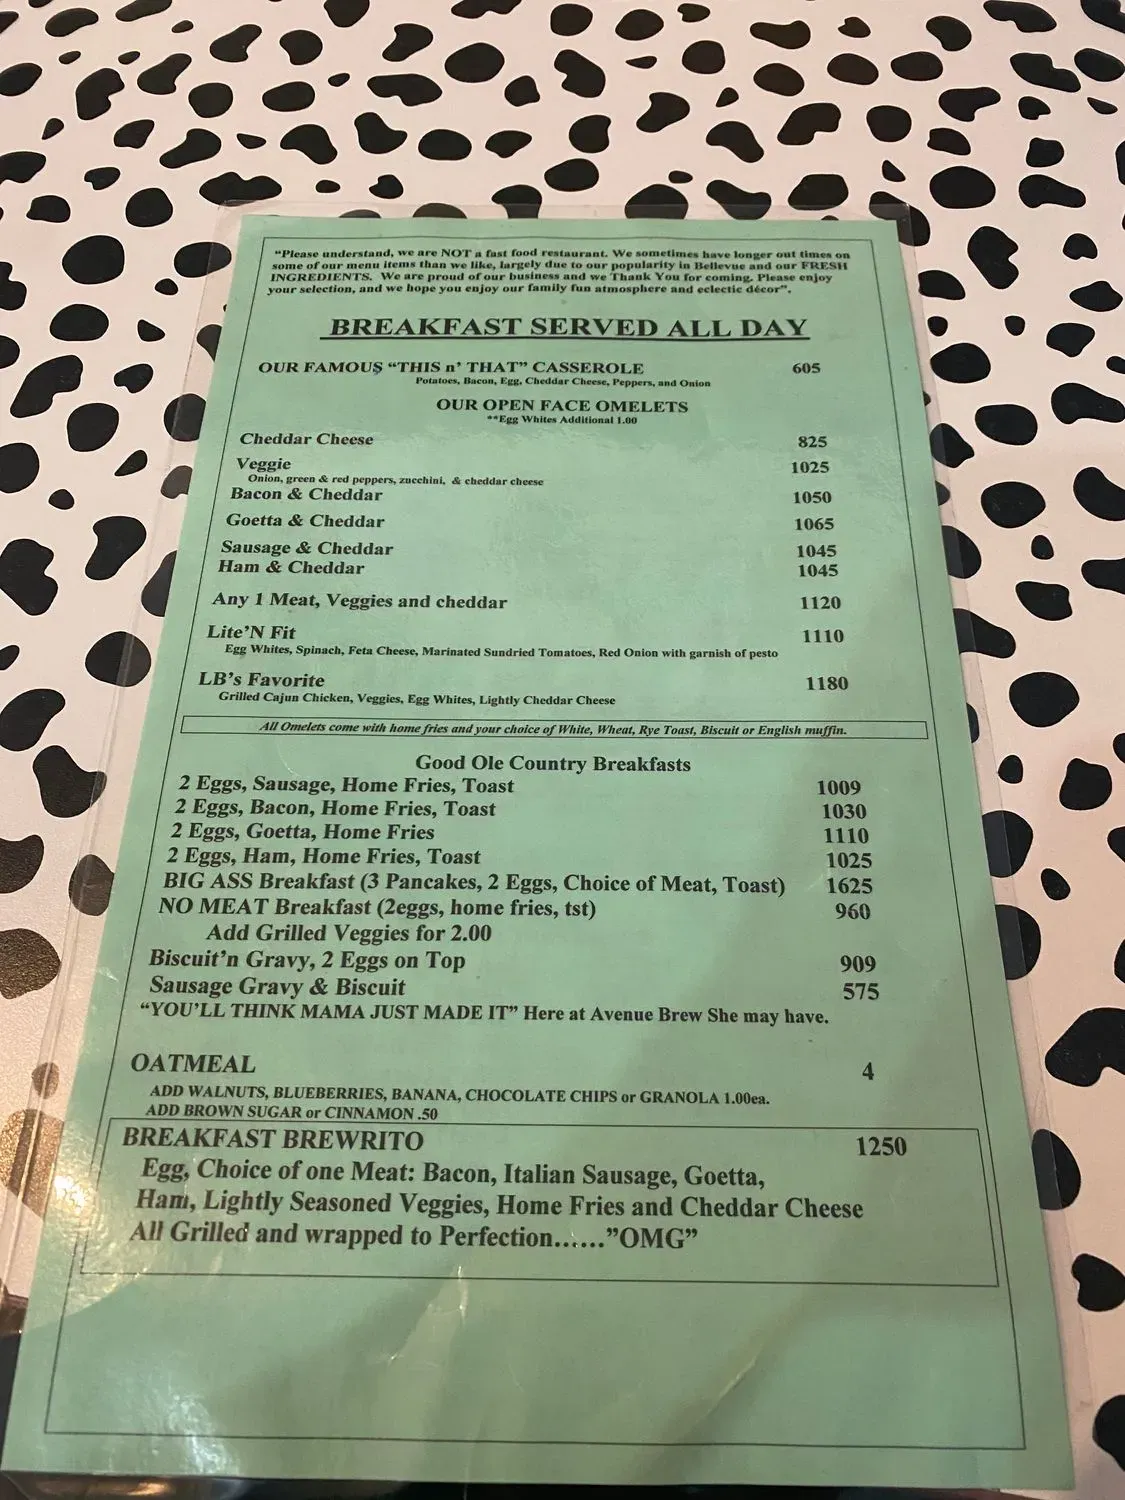 "Please understand, we are NOT a fast food restaurant. We sometimes have longer out times on
some of our menu items than we like, largely due to our popularity in Bellevue and our FRESH
INGREDIENTS. We are proud of our business and we Thank You for coming. Please enjoy
your selection, and we hope you enjoy our family fun atmosphere and eclectic décor".
BREAKFAST SERVED ALL DAY
OUR FAMOUS "THIS n' THAT" CASSEROLE 605
Potatoes, Bacon, Egg, Cheddar Cheese, Peppers, and Onion
OUR OPEN FACE OMELETS
**Egg Whites Additional 1.00
Cheddar Cheese 825
Veggie 1025
Onion, green & red peppers, zucchini, & cheddar cheese
Bacon & Cheddar 1050
Goetta & Cheddar 1065
Sausage & Cheddar 1045
Ham & Cheddar 1045
Any 1 Meat, Veggies and cheddar 1120
Lite'N Fit 1110
Egg Whites, Spinach, Feta Cheese, Marinated Sundried Tomatoes, Red Onion with garnish of pesto
LB's Favorite 1180
Grilled Cajun Chicken, Veggies, Egg Whites, Lightly Cheddar Cheese
All Omelets come with home fries and your choice of White, Wheat, Rye Toast, Biscuit or English muffin.
Good Ole Country Breakfasts
2 Eggs, Sausage, Home Fries, Toast 1009
2 Eggs, Bacon, Home Fries, Toast 1030
2 Eggs, Goetta, Home Fries 1110
2 Eggs, Ham, Home Fries, Toast 1025
BIG ASS Breakfast (3 Pancakes, 2 Eggs, Choice of Meat, Toast) 1625
NO MEAT Breakfast (2eggs, home fries, tst) 960
Add Grilled Veggies for 2.00
Biscuit'n Gravy, 2 Eggs on Top 909
Sausage Gravy & Biscuit 575
"YOU'LL THINK MAMA JUST MADE IT" Here at Avenue Brew She may have.
OATMEAL 4
ADD WALNUTS, BLUEBERRIES, BANANA, CHOCOLATE CHIPS or GRANOLA 1.00ea.
ADD BROWN SUGAR or CINNAMON .50
BREAKFAST BREWRITO 1250
Egg, Choice of one Meat: Bacon, Italian Sausage, Goetta,
Ham, Lightly Seasoned Veggies, Home Fries and Cheddar Cheese
All Grilled and wrapped to Perfection……"OMG"